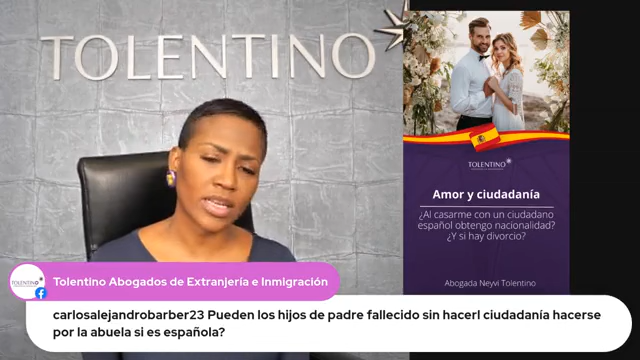 TOLENTINO
TOLENTINO
Amor y ciudadanía
¿Al casarme con un ciudadano
español obtengo nacionalidad?
¿Y si hay divorcio?
Abogada Neyvi Tolentino
TOLENTINO
Tolentino Abogados de Extranjería e Inmigración
carlosalejandrobarber23 Pueden los hijos de padre fallecido sin hacerl ciudadanía hacerse
por la abuela si es española?